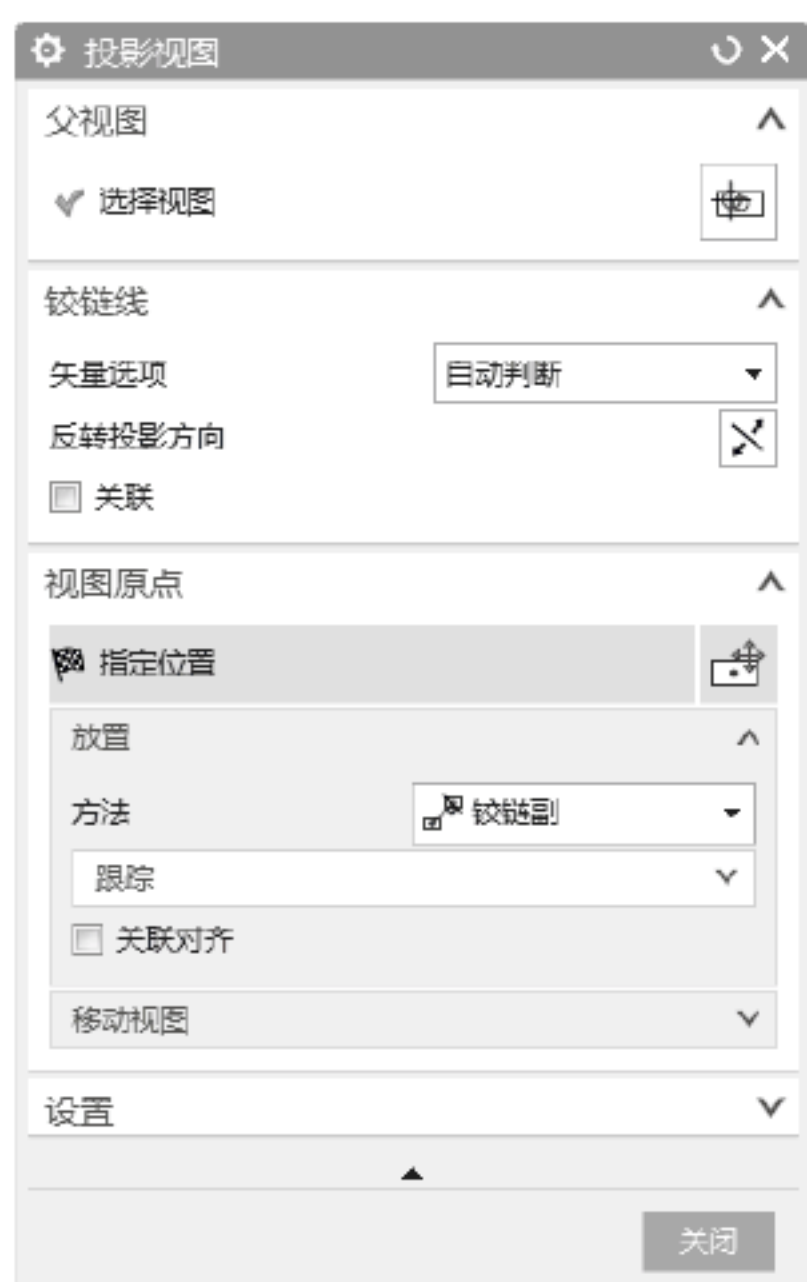 投影视图
父视图
选择视图
铰链线
矢量选项 自动判断
反转投影方向
关联
视图原点
指定位置
放置
方法 铰链副
跟踪
关联对齐
移动视图
设置
关闭